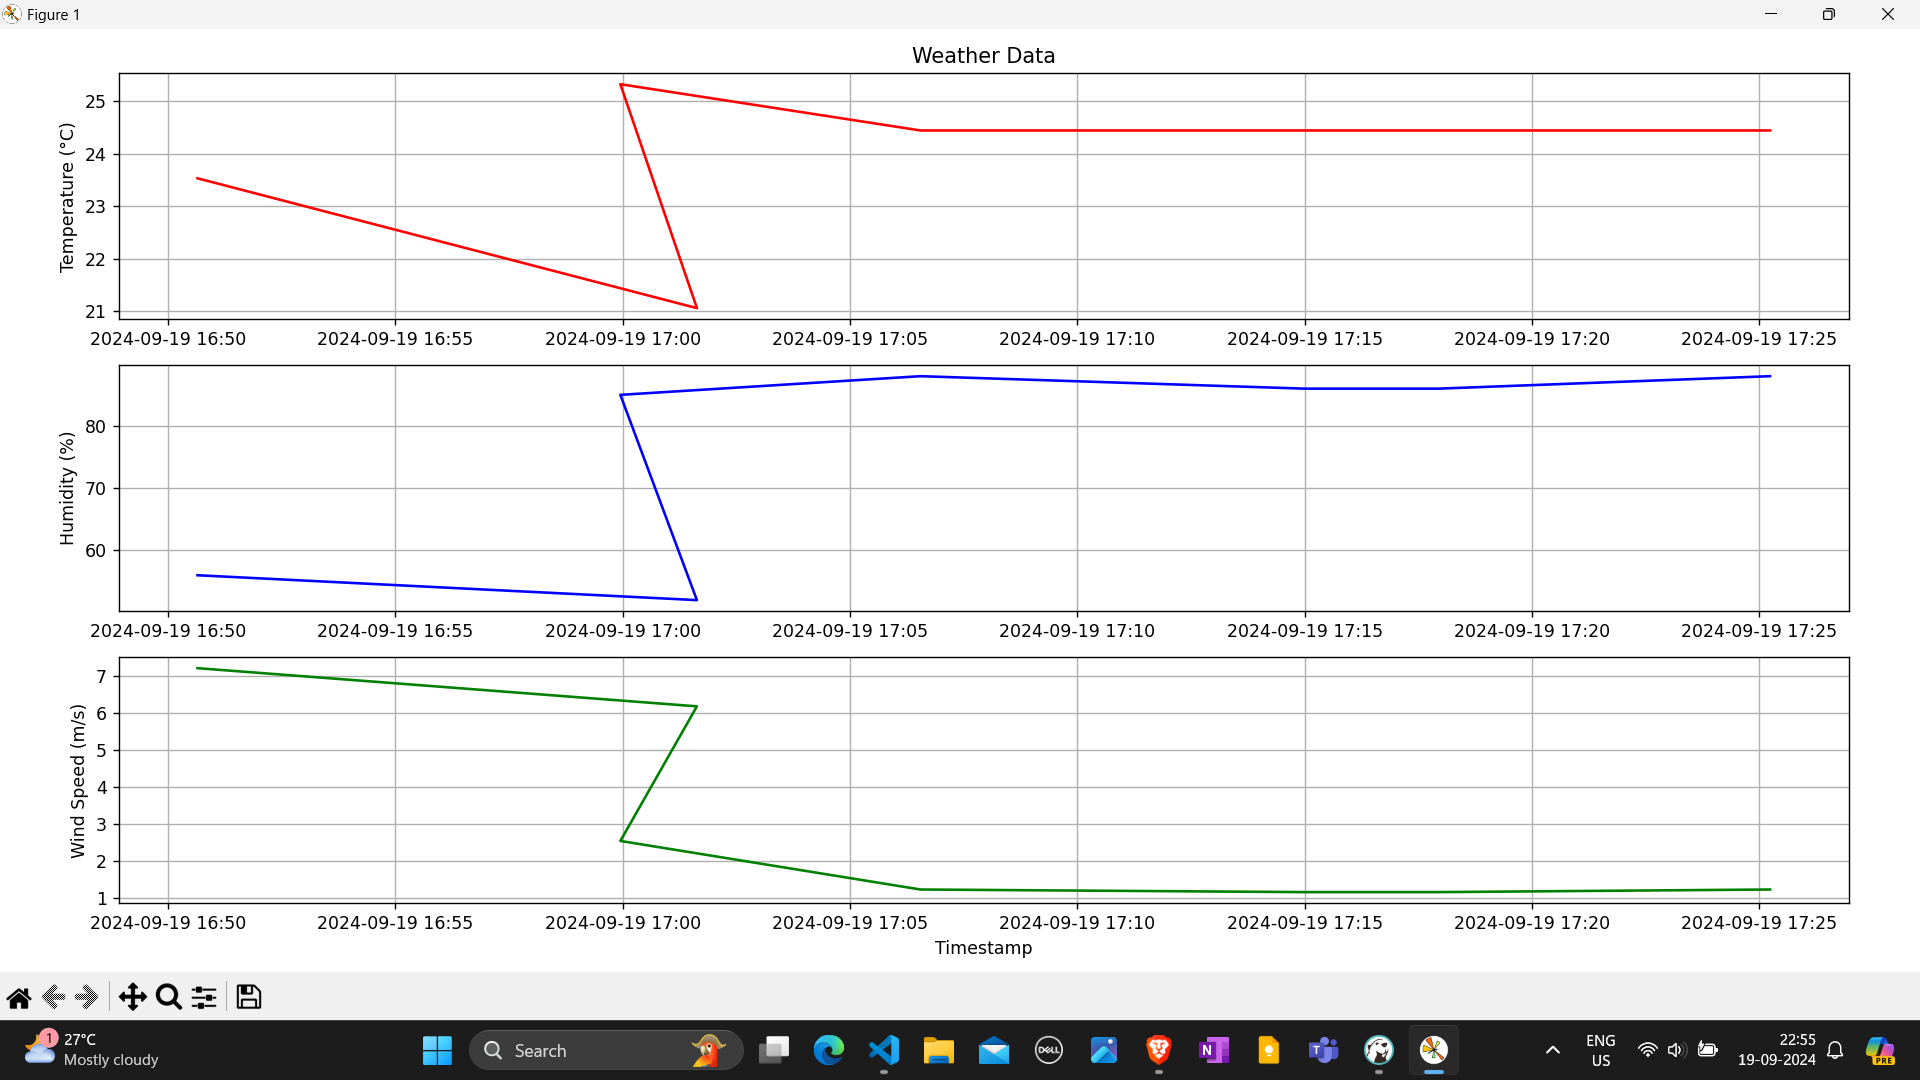 Figure 1
Weather Data
Temperature (°C)
25
24
23
22
21
2024-09-19 16:50 2024-09-19 16:55 2024-09-19 17:00 2024-09-19 17:05 2024-09-19 17:10 2024-09-19 17:15 2024-09-19 17:20 2024-09-19 17:25
Humidity (%)
80
70
60
2024-09-19 16:50 2024-09-19 16:55 2024-09-19 17:00 2024-09-19 17:05 2024-09-19 17:10 2024-09-19 17:15 2024-09-19 17:20 2024-09-19 17:25
Wind Speed (m/s)
7
6
5
4
3
2
1
2024-09-19 16:50 2024-09-19 16:55 2024-09-19 17:00 2024-09-19 17:05 2024-09-19 17:10 2024-09-19 17:15 2024-09-19 17:20 2024-09-19 17:25
Timestamp
1
27°C
Mostly cloudy
Search
DELL
N
T
ENG
US
22:55
19-09-2024
PRE